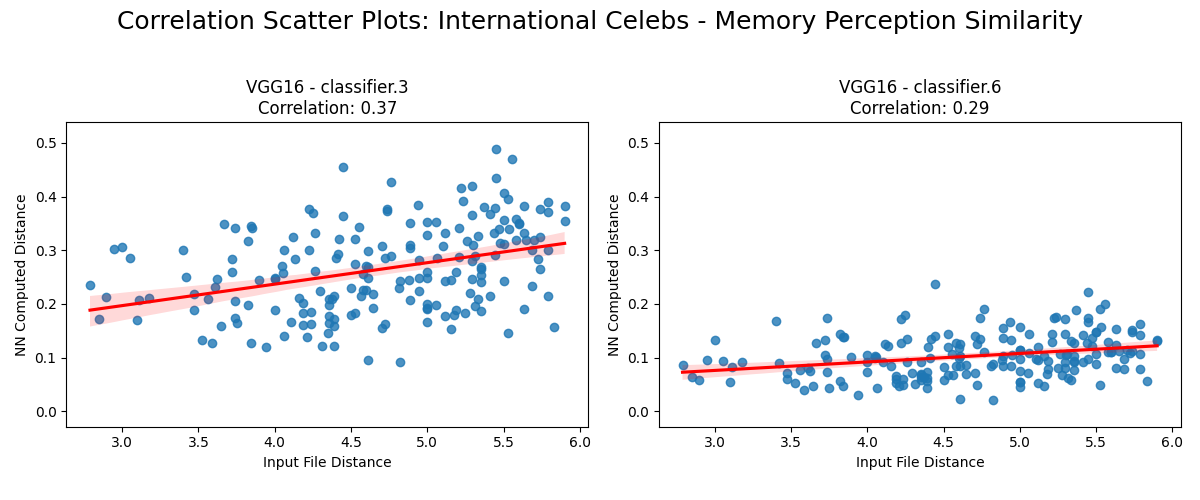 Correlation Scatter Plots: International Celebs - Memory Perception Similarity
VGG16 - classifier.3
Correlation: 0.37
NN Computed Distance
0.5
0.4
0.3
0.2
0.1
0.0
3.0 3.5 4.0 4.5 5.0 5.5 6.0
Input File Distance
VGG16 - classifier.6
Correlation: 0.29
NN Computed Distance
0.5
0.4
0.3
0.2
0.1
0.0
3.0 3.5 4.0 4.5 5.0 5.5 6.0
Input File Distance